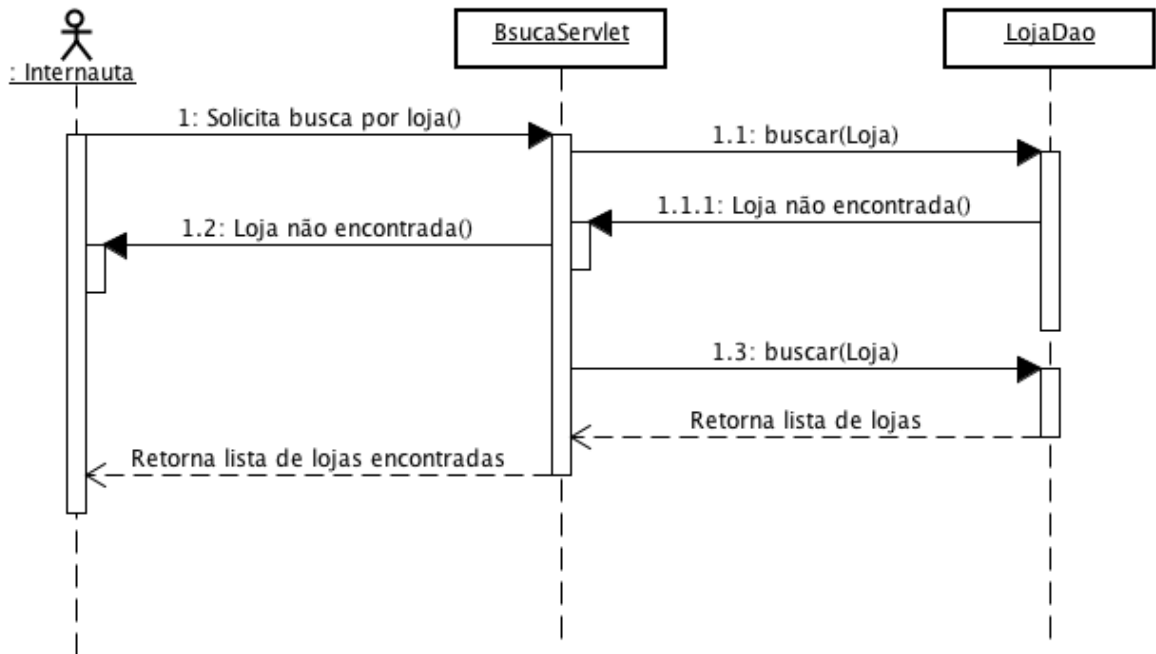 BsucaServlet
LojaDao
: Internauta
1: Solicita busca por loja()
1.1: buscar(Loja)
1.1.1: Loja não encontrada()
1.2: Loja não encontrada()
1.3: buscar(Loja)
Retorna lista de lojas
Retorna lista de lojas encontradas